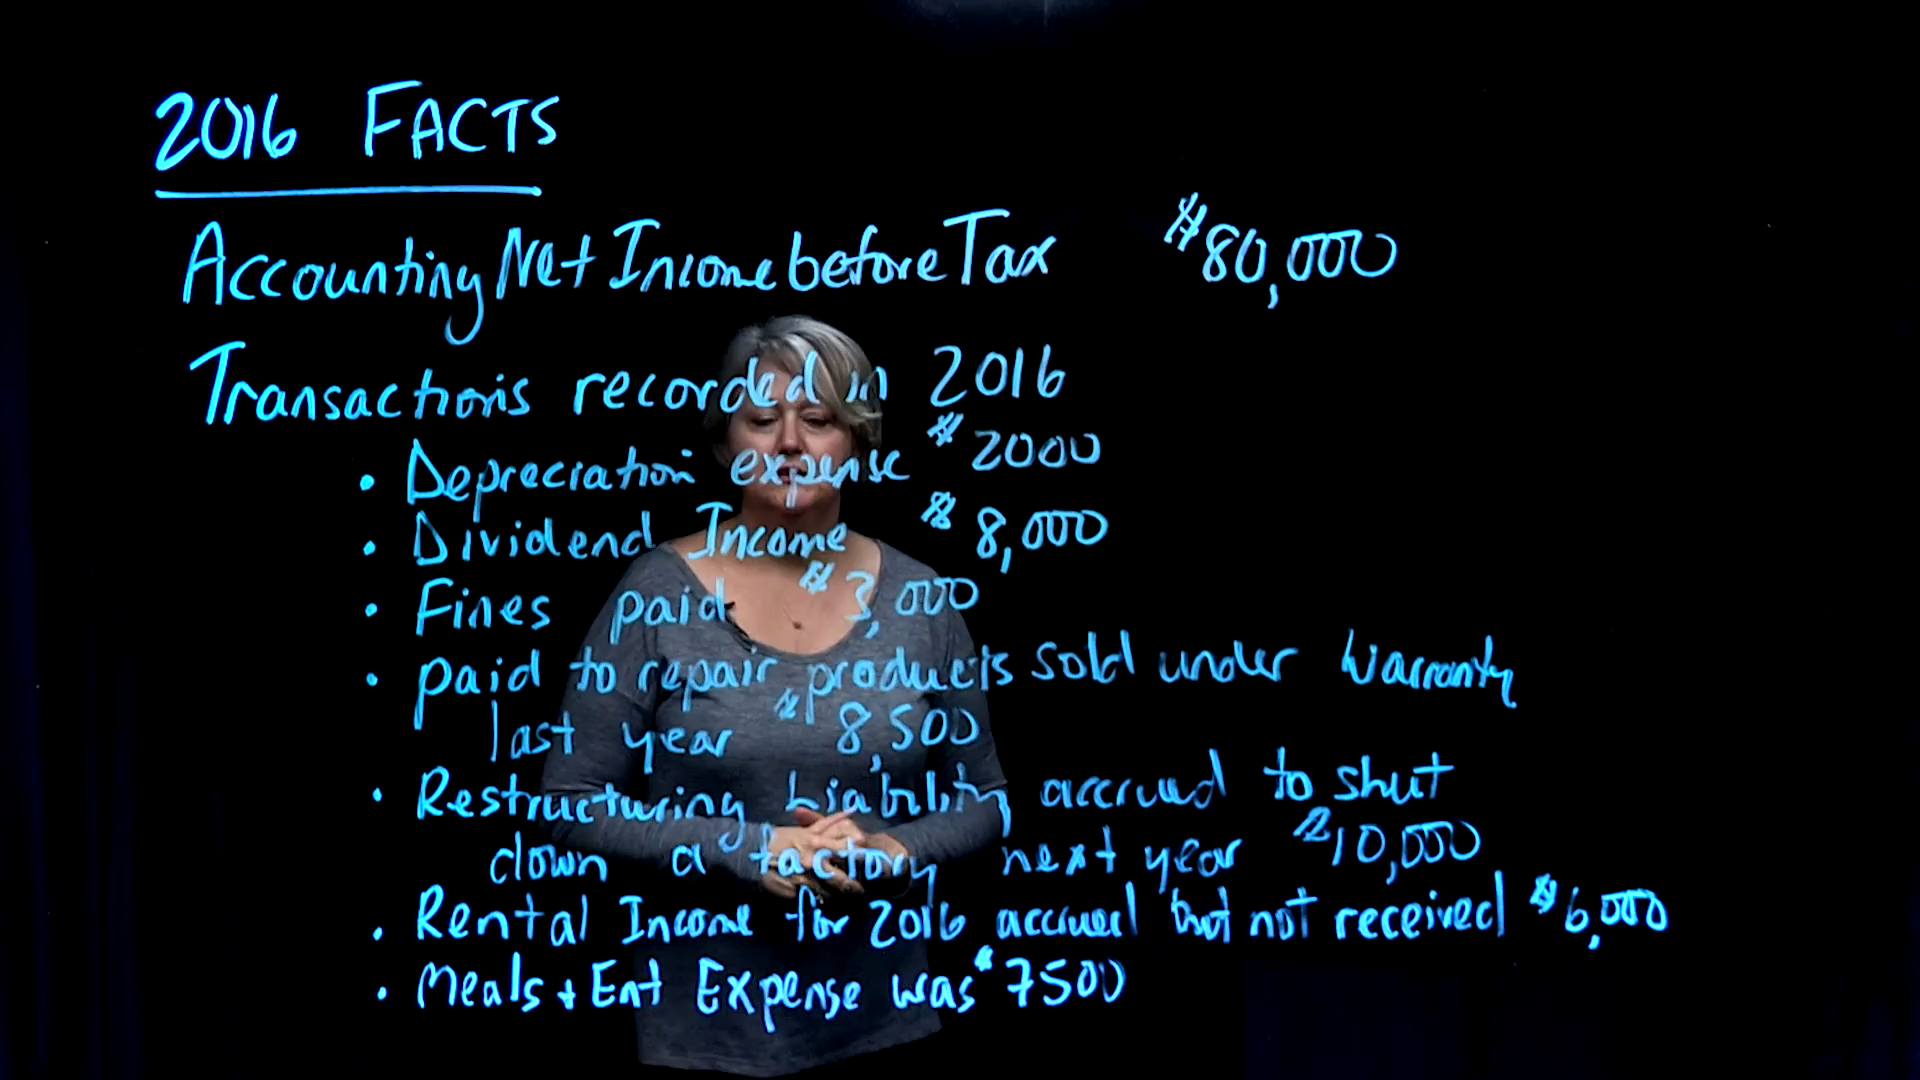 2016 FACTS
Accounting Net Income before Tax $80,000
Transactions recorded in 2016
• Depreciation expense $2000
• Dividend Income $8,000
• Fines paid $3,000
• paid to repair products sold under warranty
last year $8,500
• Restructuring Liability accrued to shut
down a factory next year $10,000
• Rental Income for 2016 accrued but not received $6,000
• Meals + Ent Expense was $7500